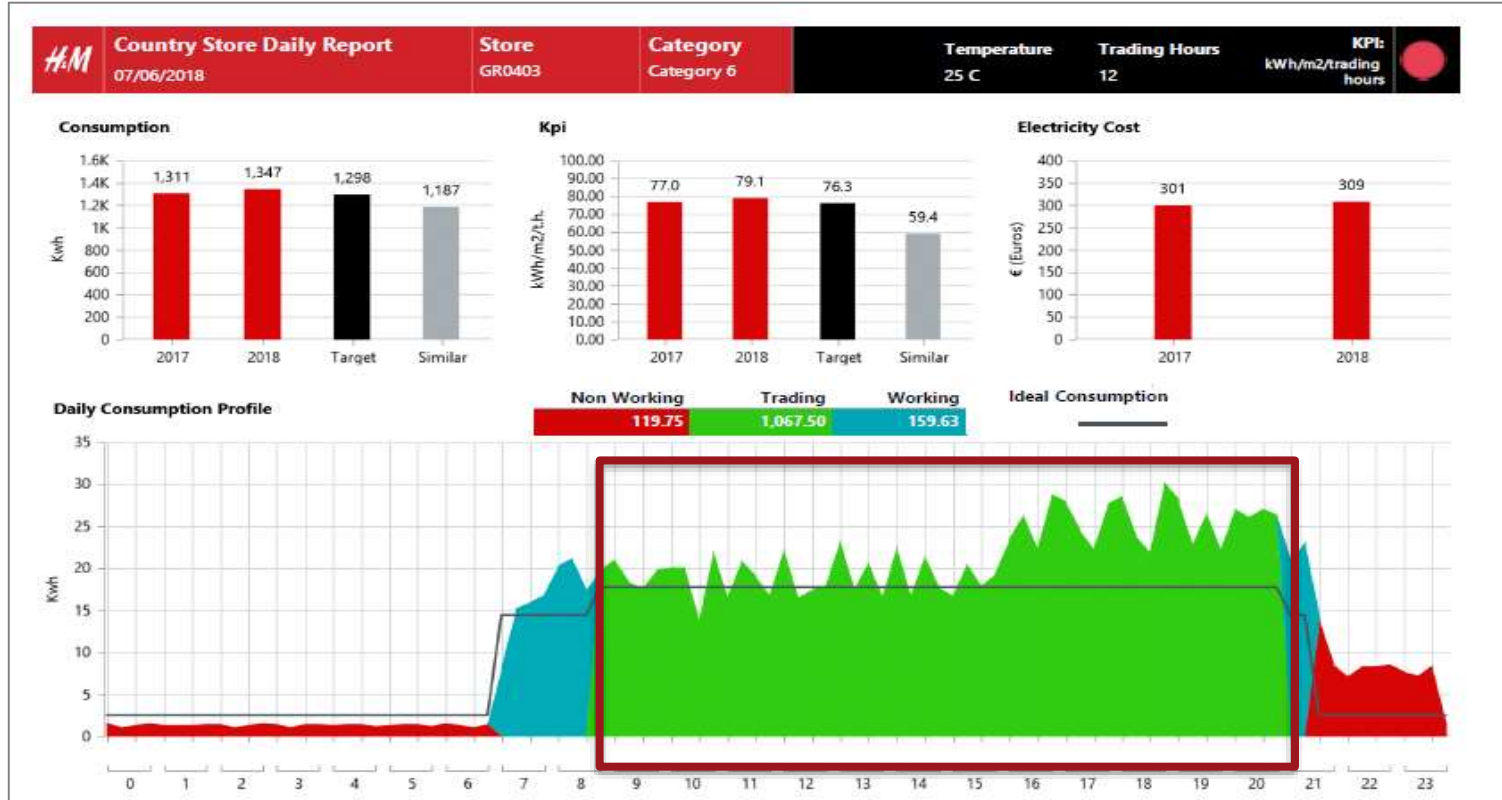 H&M
Country Store Daily Report
07/06/2018
Store
GR0403
Category
Category 6
Temperature
25 C
Trading Hours
12
KPI:
kWh/m2/trading
hours
Consumption
Kwh
1.6K
1.4K
1.2K
1K
800
600
400
200
0
1,311
1,347
1,298
1,187
2017 2018 Target Similar
Kpi
kWh/m2/t.h.
100.00
90.00
80.00
70.00
60.00
50.00
40.00
30.00
20.00
10.00
0.00
77.0
79.1
76.3
59.4
2017 2018 Target Similar
Electricity Cost
€ (Euros)
400
350
300
250
200
150
100
50
0
301
309
2017 2018
Daily Consumption Profile
Non Working Trading Working
119.75 1,067.50 159.63
Ideal Consumption
Kwh
35
30
25
20
15
10
5
0
0 1 2 3 4 5 6 7 8 9 10 11 12 13 14 15 16 17 18 19 20 21 22 23